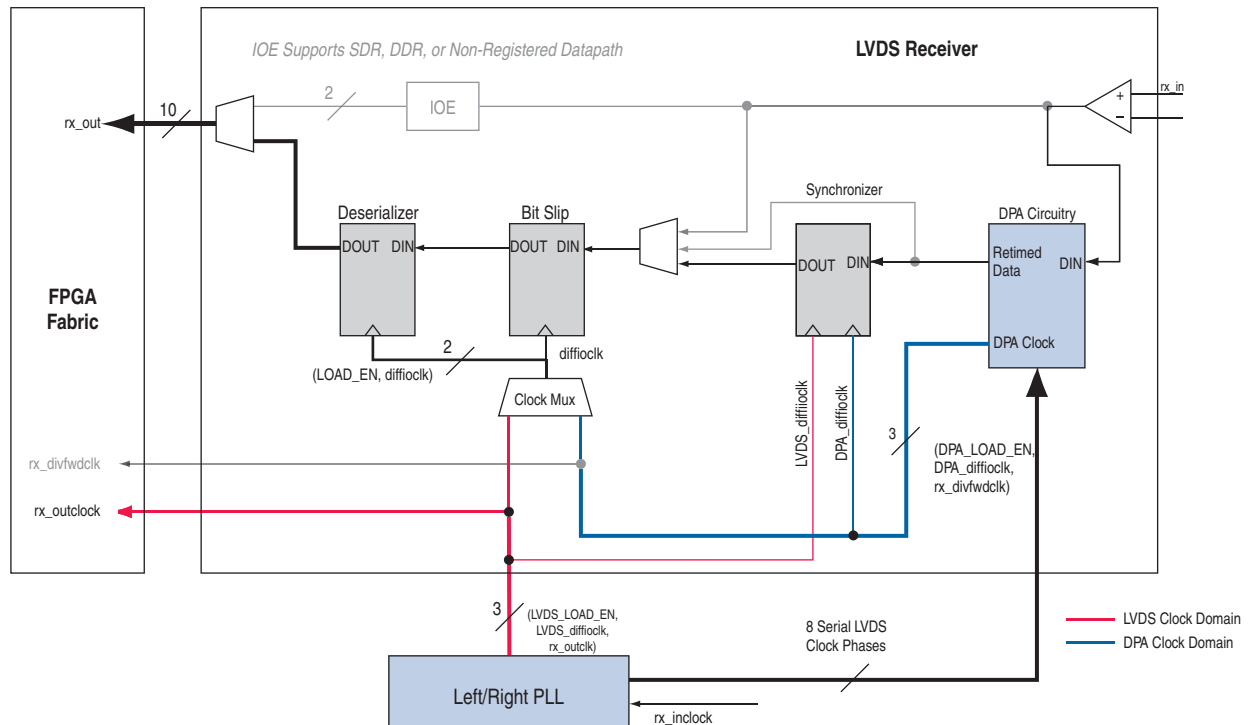 IOE Supports SDR, DDR, or Non-Registered Datapath
LVDS Receiver
2
IOE
+
−
rx_in
10
rx_out
Synchronizer
Deserializer
Bit Slip
DPA Circuitry
DOUT DIN
DOUT DIN
DOUT DIN
Retimed
Data
DIN
DPA Clock
FPGA
Fabric
2
(LOAD_EN, diffioclk)
diffioclk
Clock Mux
LVDS_diffiioclk
DPA_diffioclk
3
(DPA_LOAD_EN,
DPA_diffioclk,
rx_divfwdclk)
rx_divfwdclk
rx_outclock
3
(LVDS_LOAD_EN,
LVDS_diffioclk,
rx_outclk)
8 Serial LVDS
Clock Phases
LVDS Clock Domain
DPA Clock Domain
Left/Right PLL
rx_inclock